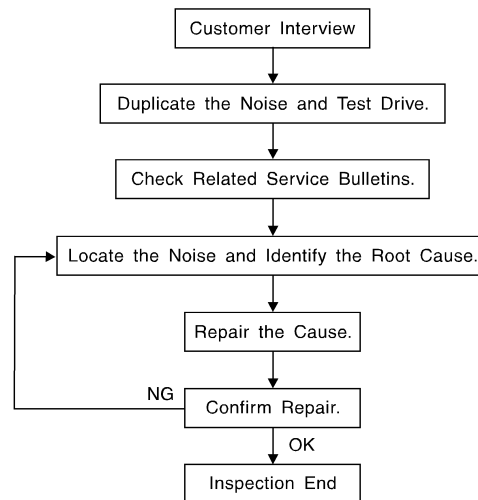 Customer Interview
Duplicate the Noise and Test Drive.
Check Related Service Bulletins.
Locate the Noise and Identify the Root Cause.
Repair the Cause.
NG
Confirm Repair.
OK
Inspection End